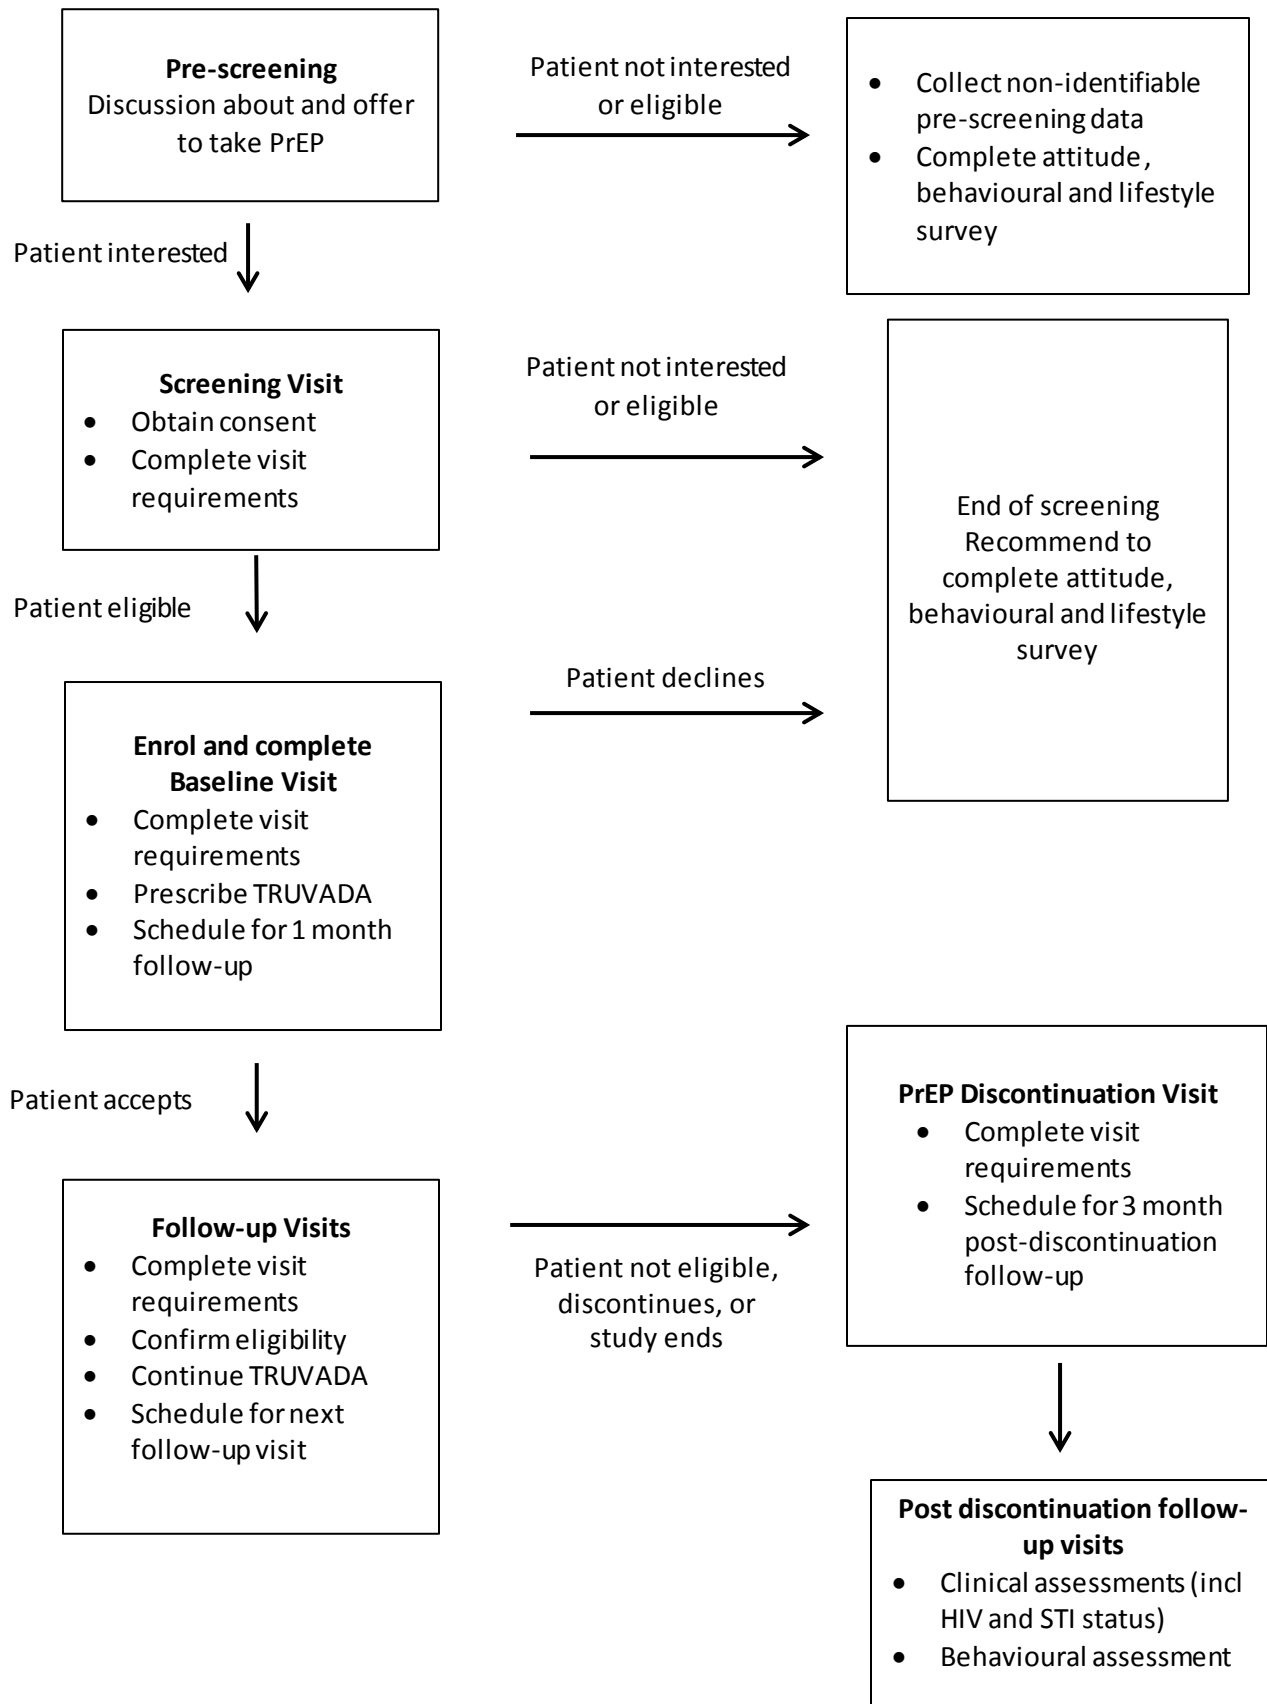 Pre-screening
Discussion about and offer
to take PrEP
Patient not interested
or eligible
• Collect non-identifiable
pre-screening data
• Complete attitude,
behavioural and lifestyle
survey
Patient interested
Screening Visit
• Obtain consent
• Complete visit
requirements
Patient not interested
or eligible
End of screening
Recommend to
complete attitude,
behavioural and lifestyle
survey
Patient eligible
Enrol and complete
Baseline Visit
• Complete visit
requirements
• Prescribe TRUVADA
• Schedule for 1 month
follow-up
Patient declines
Patient accepts
Follow-up Visits
• Complete visit
requirements
• Confirm eligibility
• Continue TRUVADA
• Schedule for next
follow-up visit
Patient not eligible,
discontinues, or
study ends
PrEP Discontinuation Visit
• Complete visit
requirements
• Schedule for 3 month
post-discontinuation
follow-up
Post discontinuation follow-
up visits
• Clinical assessments (incl
HIV and STI status)
• Behavioural assessment